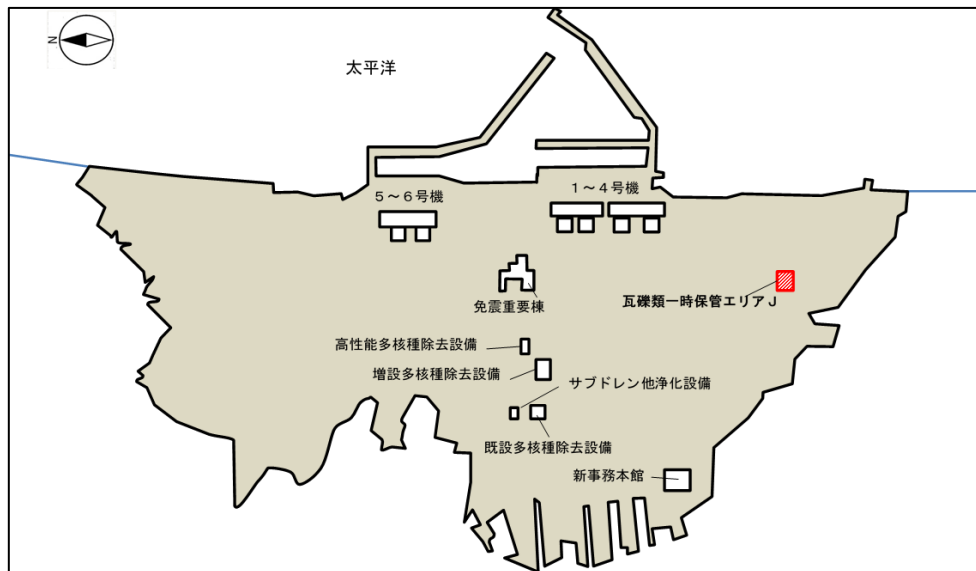 N
太平洋
５～６号機
１～４号機
免震重要棟
瓦礫類一時保管エリアＪ
高性能多核種除去設備
増設多核種除去設備
サブドレン他浄化設備
既設多核種除去設備
新事務本館